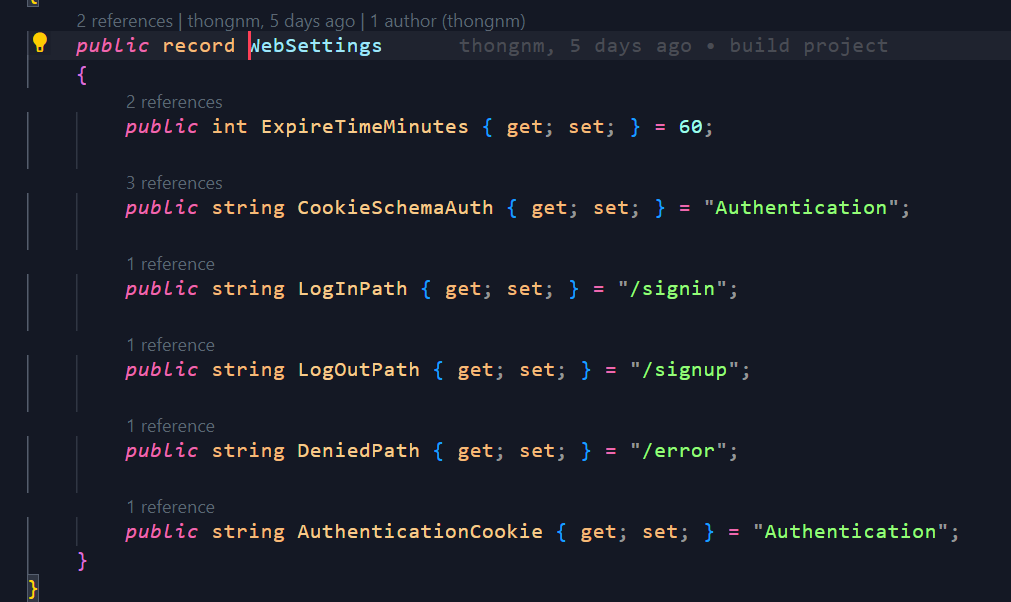 {
2 references | thongnm, 5 days ago | 1 author (thongnm)
public record WebSettings thongnm, 5 days ago • build project
{
2 references
public int ExpireTimeMinutes { get; set; } = 60;
3 references
public string CookieSchemaAuth { get; set; } = "Authentication";
1 reference
public string LogInPath { get; set; } = "/signin";
1 reference
public string LogOutPath { get; set; } = "/signup";
1 reference
public string DeniedPath { get; set; } = "/error";
1 reference
public string AuthenticationCookie { get; set; } = "Authentication";
}
}